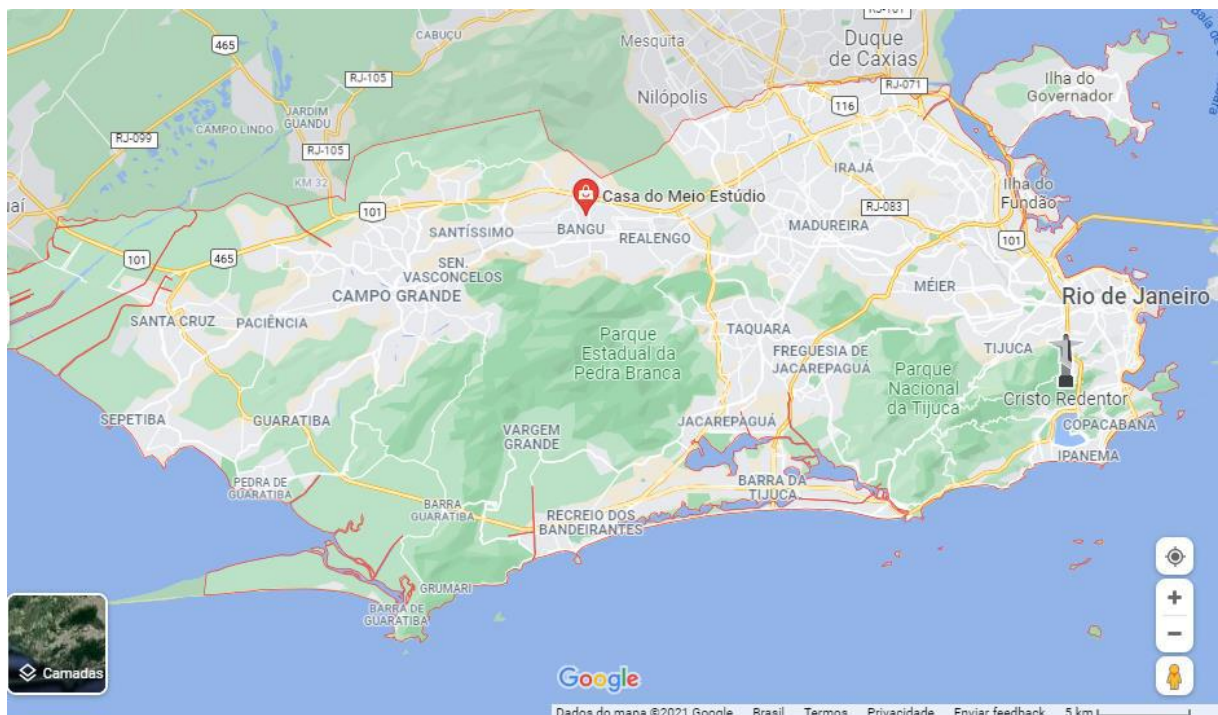 RJ-101
465
CABUÇU
Mesquita
Duque
de Caxias
RJ-105
Nilópolis
RJ-071
Ilha do
Governador
116
JARDIM
GUANDU
CAMPO LINDO
RJ-099
RJ-105
IRAJÁ
KM 32
Casa do Meio Estúdio
Ilha do
Fundão
101
RJ-083
SANTÍSSIMO
BANGU
REALENGO
MADUREIRA
101
101
465
SEN.
VASCONCELOS
CAMPO GRANDE
MÉIER
Rio de Janeiro
SANTA CRUZ
PACIÊNCIA
Parque
Estadual da
Pedra Branca
TAQUARA
FREGUESIA DE
JACAREPAGUÁ
TIJUCA
Parque
Nacional
da Tijuca
Cristo Redentor
SEPETIBA
GUARATIBA
VARGEM
GRANDE
JACAREPAGUÁ
COPACABANA
IPANEMA
PEDRA DE
GUARATIBA
BARRA DA
TIJUCA
BARRA
GUARATIBA
RECREIO DOS
BANDEIRANTES
GRUMARI
BARRA DE
GUARATIBA
Camadas
Google
Dados do mapa ©2021 Google Brasil Termos Privacidade Enviar feedback 5 km